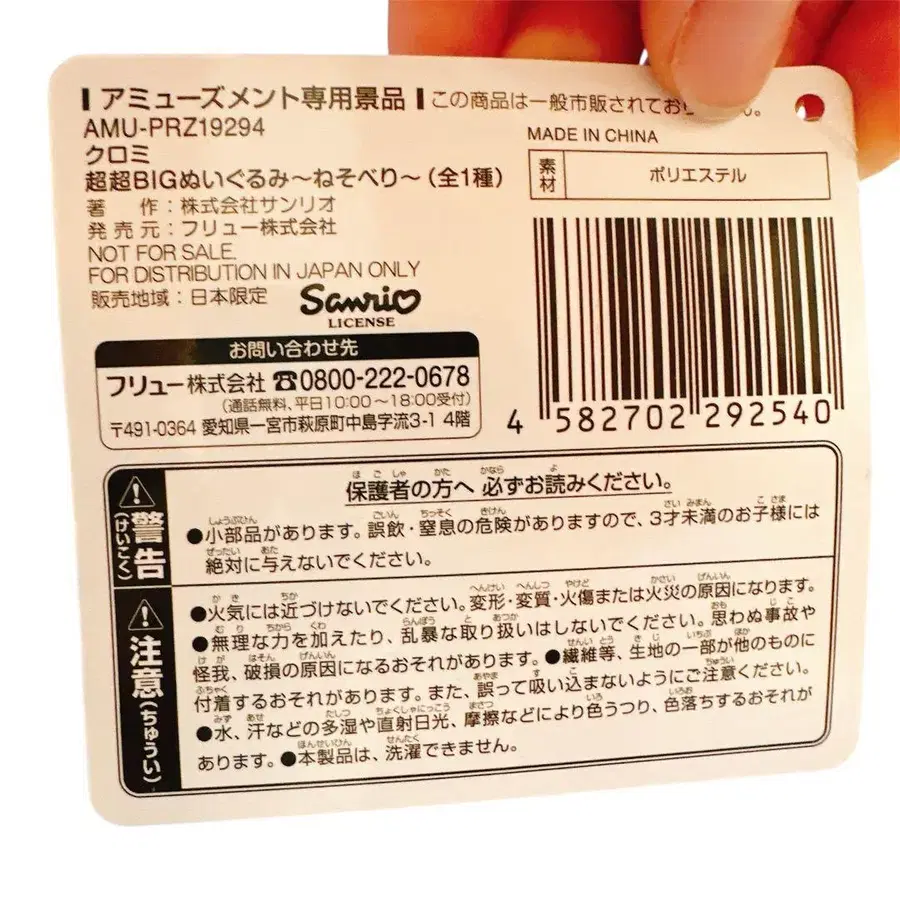 アミューズメント専用景品 この商品は一般市販されてお
AMU-PRZ19294
クロミ
超超BIGぬいぐるみ～ねそべり～(全1種)
著 作：株式会社サンリオ
発 売 元：フリュー株式会社
NOT FOR SALE.
FOR DISTRIBUTION IN JAPAN ONLY
販売地域：日本限定
Sanrio
LICENSE
MADE IN CHINA
素材 ポリエステル
4 582702 292540
お問い合わせ先
フリュー株式会社 ☎0800-222-0678
(通話無料、平日10:00～18:00受付)
〒491-0364 愛知県一宮市萩原町中島字流3-1 4階
警告(けいこく)
保護者の方へ 必ずお読みください。
●小部品があります。誤飲・窒息の危険がありますので、3才未満のお子様には
絶対に与えないでください。
注意(ちゅうい)
●火気には近づけないでください。変形・変質・火傷または火災の原因になります。
●無理な力を加えたり、乱暴な取り扱いはしないでください。思わぬ事故や
怪我、破損の原因になるおそれがあります。●繊維等、生地の一部が他のものに
付着するおそれがあります。また、誤って吸い込まないようにご注意ください。
●水、汗などの多湿や直射日光、摩擦などにより色うつり、色落ちするおそれが
あります。●本製品は、洗濯できません。